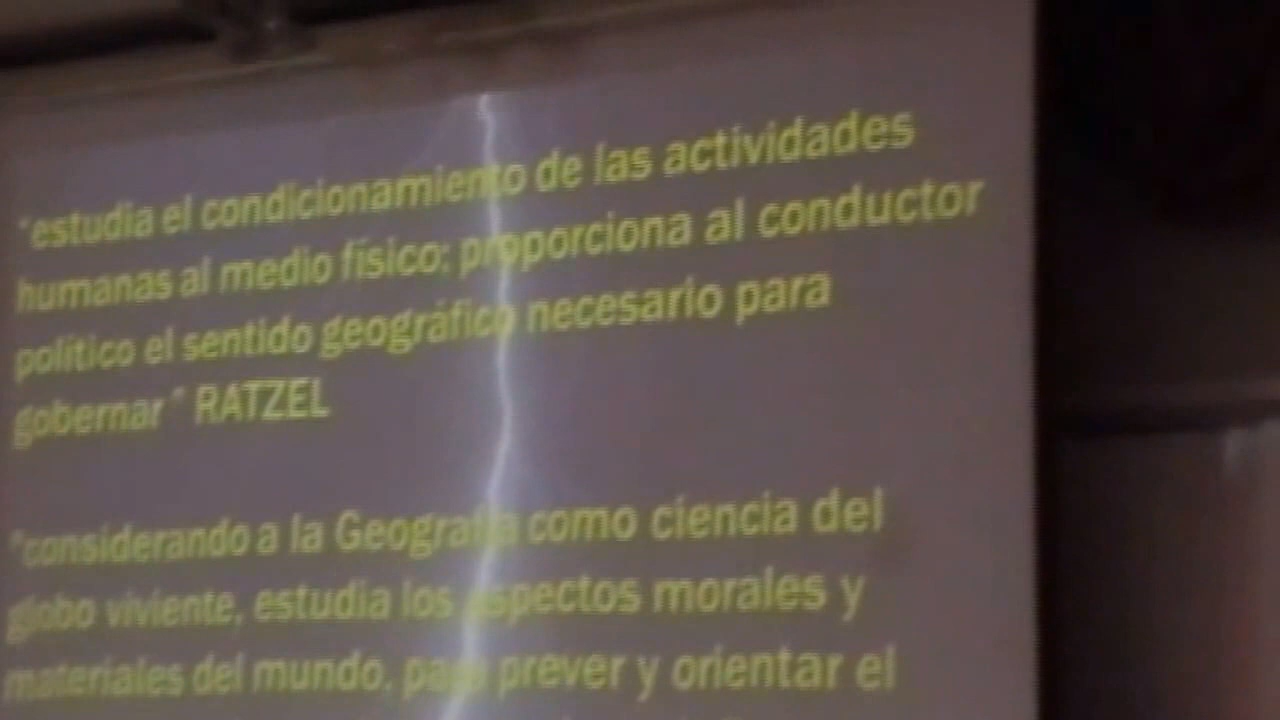 "estudia el condicionamiento de las actividades
humanas al medio físico: proporciona al conductor
político el sentido geográfico necesario para
gobernar" RATZEL
"considerando a la Geografía como ciencia del
globo viviente, estudia los aspectos morales y
materiales del mundo, para prever y orientar el